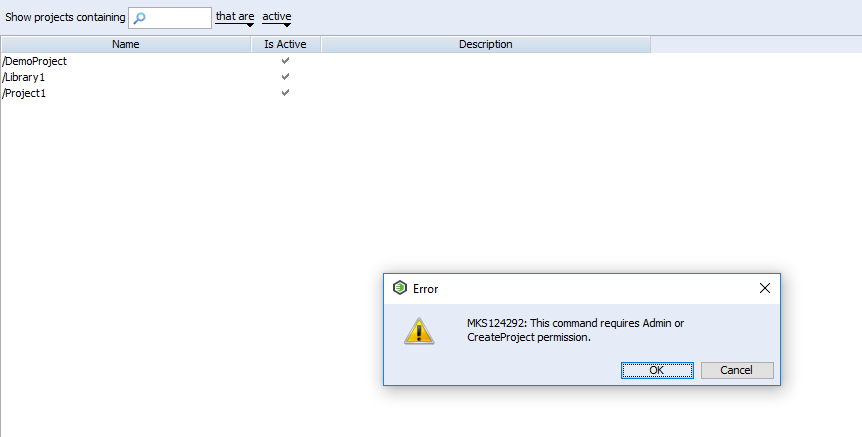 Show projects containing that are active
Name Is Active Description
/DemoProject
/Library1
/Project1
Error
MKS124292: This command requires Admin or
CreateProject permission.
OK Cancel